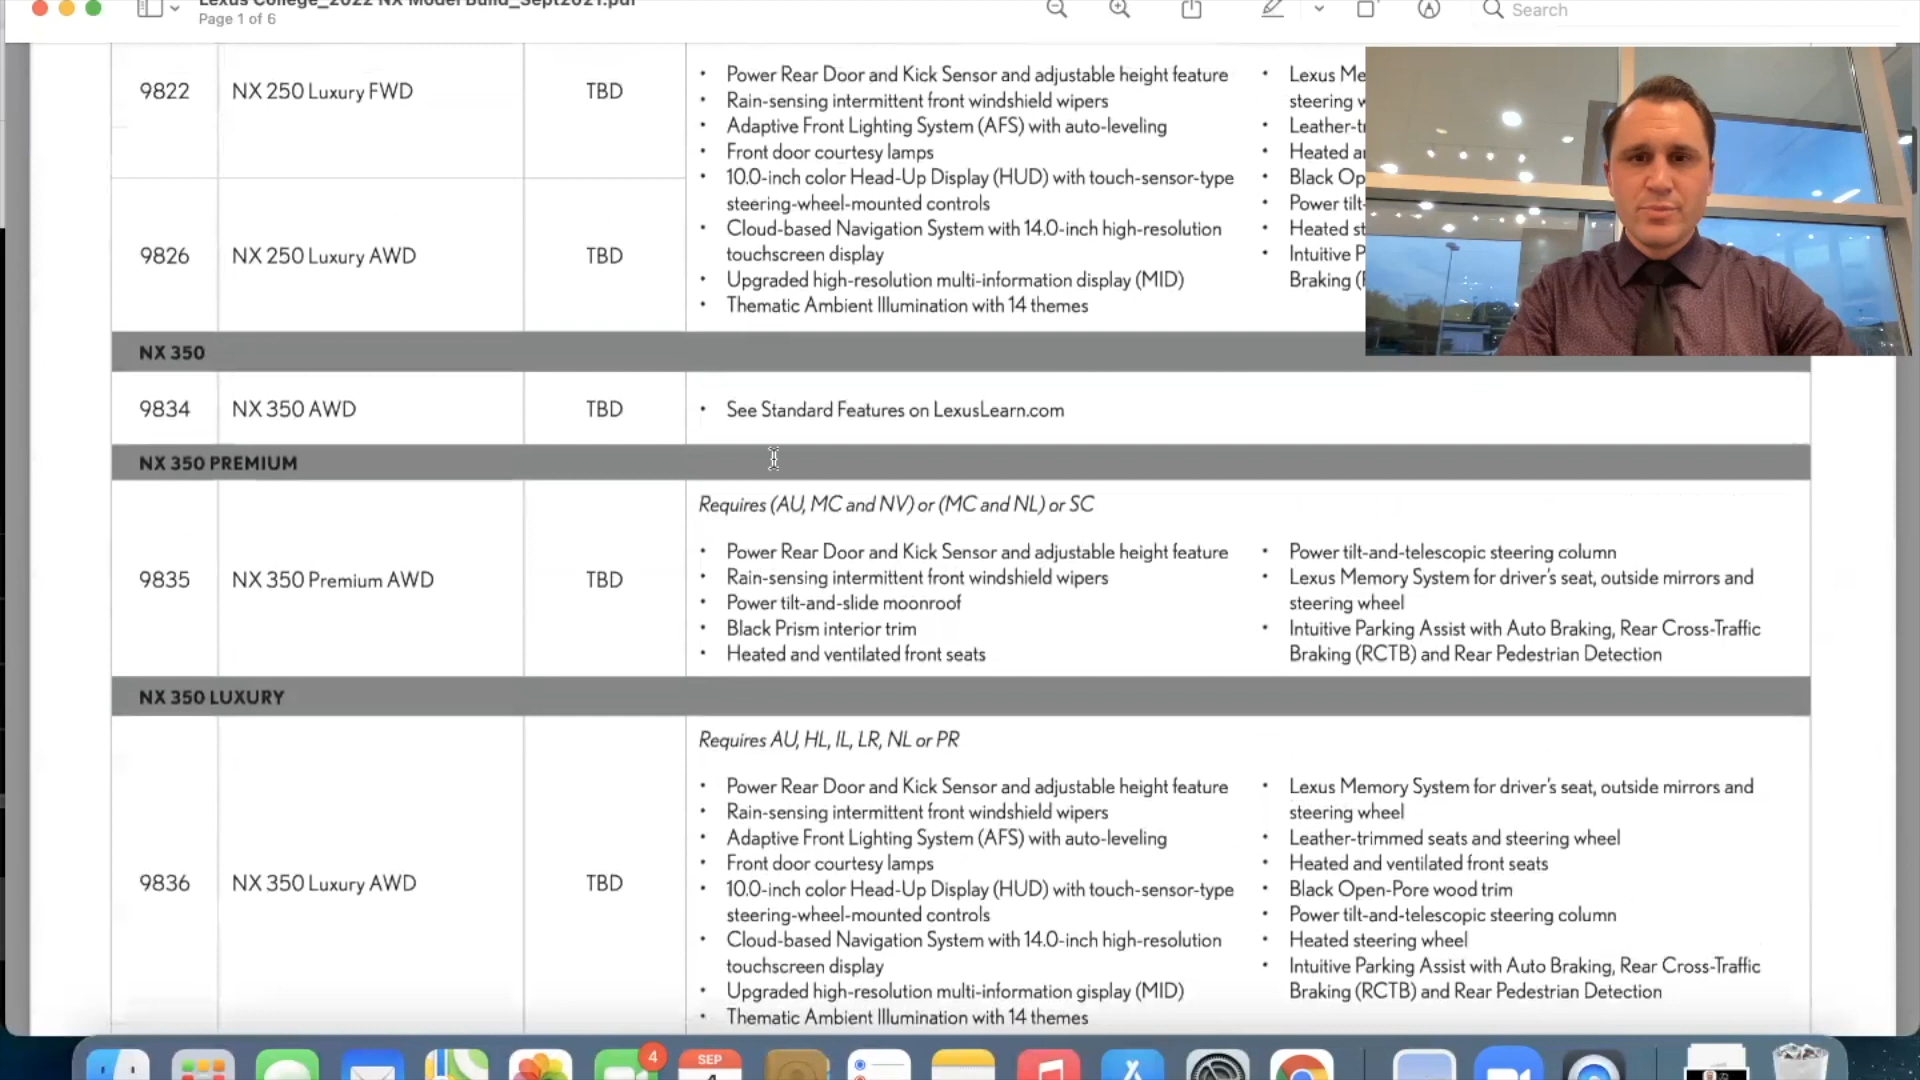 Lexus College_2022 NX Model Build_Sept2021.pdf
Page 1 of 6
Search
9822 NX 250 Luxury FWD TBD
• Power Rear Door and Kick Sensor and adjustable height feature
• Rain-sensing intermittent front windshield wipers
• Adaptive Front Lighting System (AFS) with auto-leveling
• Front door courtesy lamps
• 10.0-inch color Head-Up Display (HUD) with touch-sensor-type
steering-wheel-mounted controls
9826 NX 250 Luxury AWD TBD
• Cloud-based Navigation System with 14.0-inch high-resolution
touchscreen display
• Upgraded high-resolution multi-information display (MID)
• Thematic Ambient Illumination with 14 themes
• Lexus
steering
•
• Heated
• Black
• Power
• Heated
• Intuitive
Braking
NX 350
9834 NX 350 AWD TBD
• See Standard Features on LexusLearn.com
NX 350 PREMIUM
9835 NX 350 Premium AWD TBD
Requires (AU, MC and NV) or (MC and NL) or SC
• Power Rear Door and Kick Sensor and adjustable height feature
• Rain-sensing intermittent front windshield wipers
• Power tilt-and-slide moonroof
• Black Prism interior trim
• Heated and ventilated front seats
• Power tilt-and-telescopic steering column
• Lexus Memory System for driver's seat, outside mirrors and
steering wheel
• Intuitive Parking Assist with Auto Braking, Rear Cross-Traffic
Braking (RCTB) and Rear Pedestrian Detection
NX 350 LUXURY
9836 NX 350 Luxury AWD TBD
Requires AU, HL, IL, LR, NL or PR
• Power Rear Door and Kick Sensor and adjustable height feature
• Rain-sensing intermittent front windshield wipers
• Adaptive Front Lighting System (AFS) with auto-leveling
• Front door courtesy lamps
• 10.0-inch color Head-Up Display (HUD) with touch-sensor-type
steering-wheel-mounted controls
• Cloud-based Navigation System with 14.0-inch high-resolution
touchscreen display
• Upgraded high-resolution multi-information gisplay (MID)
• Thematic Ambient Illumination with 14 themes
• Lexus Memory System for driver's seat, outside mirrors and
steering wheel
• Leather-trimmed seats and steering wheel
• Heated and ventilated front seats
• Black Open-Pore wood trim
• Power tilt-and-telescopic steering column
• Heated steering wheel
• Intuitive Parking Assist with Auto Braking, Rear Cross-Traffic
Braking (RCTB) and Rear Pedestrian Detection
4
SEP